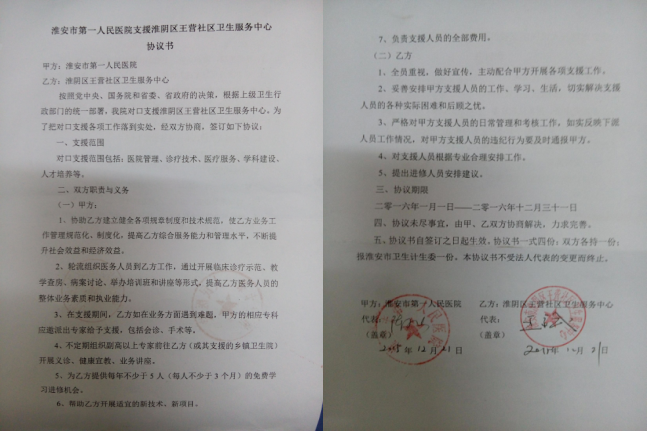 淮安市第一人民医院支援淮阴区王营社区卫生服务中心
协议书
甲方：淮安市第一人民医院
乙方：淮阴区王营社区卫生服务中心
按照党中央、国务院和省委、省政府的决策，根据上级卫生行
政部门的统一部署，我院对口支援淮阴区王营社区卫生服务中心。为
了把对口支援各项工作落到实处，经双方协商，签订如下协议：
一、支援范围
对口支援范围包括：医院管理、诊疗技术、医疗服务、学科建设、
人才培养等。
二、双方职责与义务
（一）甲方：
1、协助乙方建立健全各项规章制度和技术规范，使乙方业务工
作管理规范化、制度化，提高乙方综合服务能力和管理水平，不断提
升社会效益和经济效益。
2、轮流组织医务人员到乙方工作，通过开展临床诊疗示范、教
学查房、病案讨论、举办培训班和讲座等形式，提高乙方医务人员的
整体业务素质和执业能力。
3、在支援期间，乙方如在业务方面遇到难题，甲方的相应专科
应邀派出专家给予支援，包括会诊、手术等。
4、不定期组织副高以上专家前往乙方（或其支援的乡镇卫生院）
开展义诊、健康宣教、业务讲座。
5、为乙方提供每年不少于 5 人（每人不少于 3 个月）的免费学
习进修机会。
6、帮助乙方开展适宜的新技术、新项目。
7、负责支援人员的全部费用。
（二）乙方
1、全员重视，做好宣传，主动配合甲方开展各项支援工作。
2、妥善安排甲方支援人员的工作、学习、生活，切实解决支援
人员的各种实际困难和后顾之忧。
3、严格对甲方支援人员的日常管理和考核工作，如实反映下派
人员工作情况，对甲方支援人员的违纪行为要及时通报甲方。
4、对支援人员根据专业合理安排工作。
5、提出进修人员安排建议。
三、协议期限
二零一六年一月一日——二零一六年十二月三十一日
四、协议未尽事宜，由甲、乙双方协商解决，力求完善。
五、协议书自签订之日起生效，协议书一式四份：双方各持一份；
报淮安市卫生计生委一份，本协议书不受法人代表的变更而终止。
甲方：淮安市第一人民医院
乙方：淮阴区王营社区卫生服务中心
代表：
代表：
（盖章）
（盖章）
2015 年 12 月 21 日